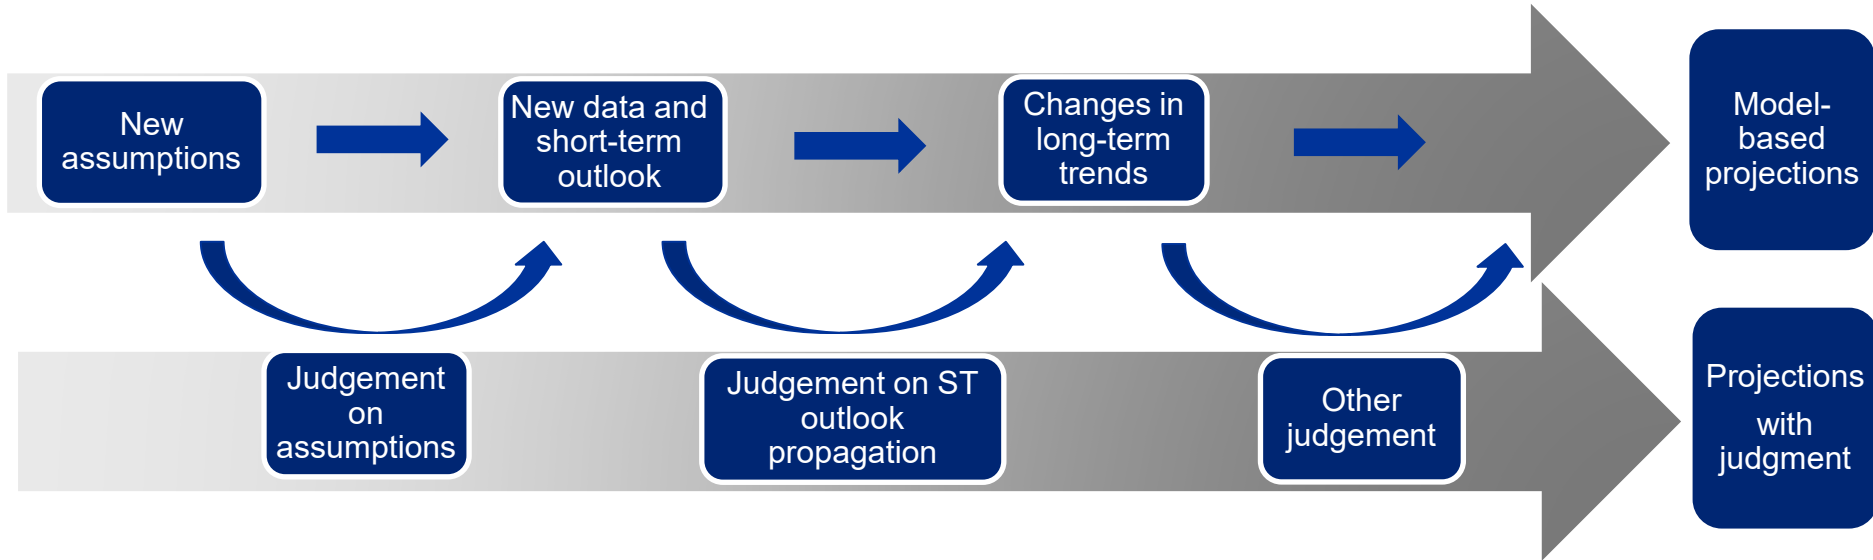 New
assumptions
New data and
short-term
outlook
Changes in
long-term
trends
Model-
based
projections
Judgement
on
assumptions
Judgement on ST
outlook
propagation
Other
judgement
Projections
with
judgment